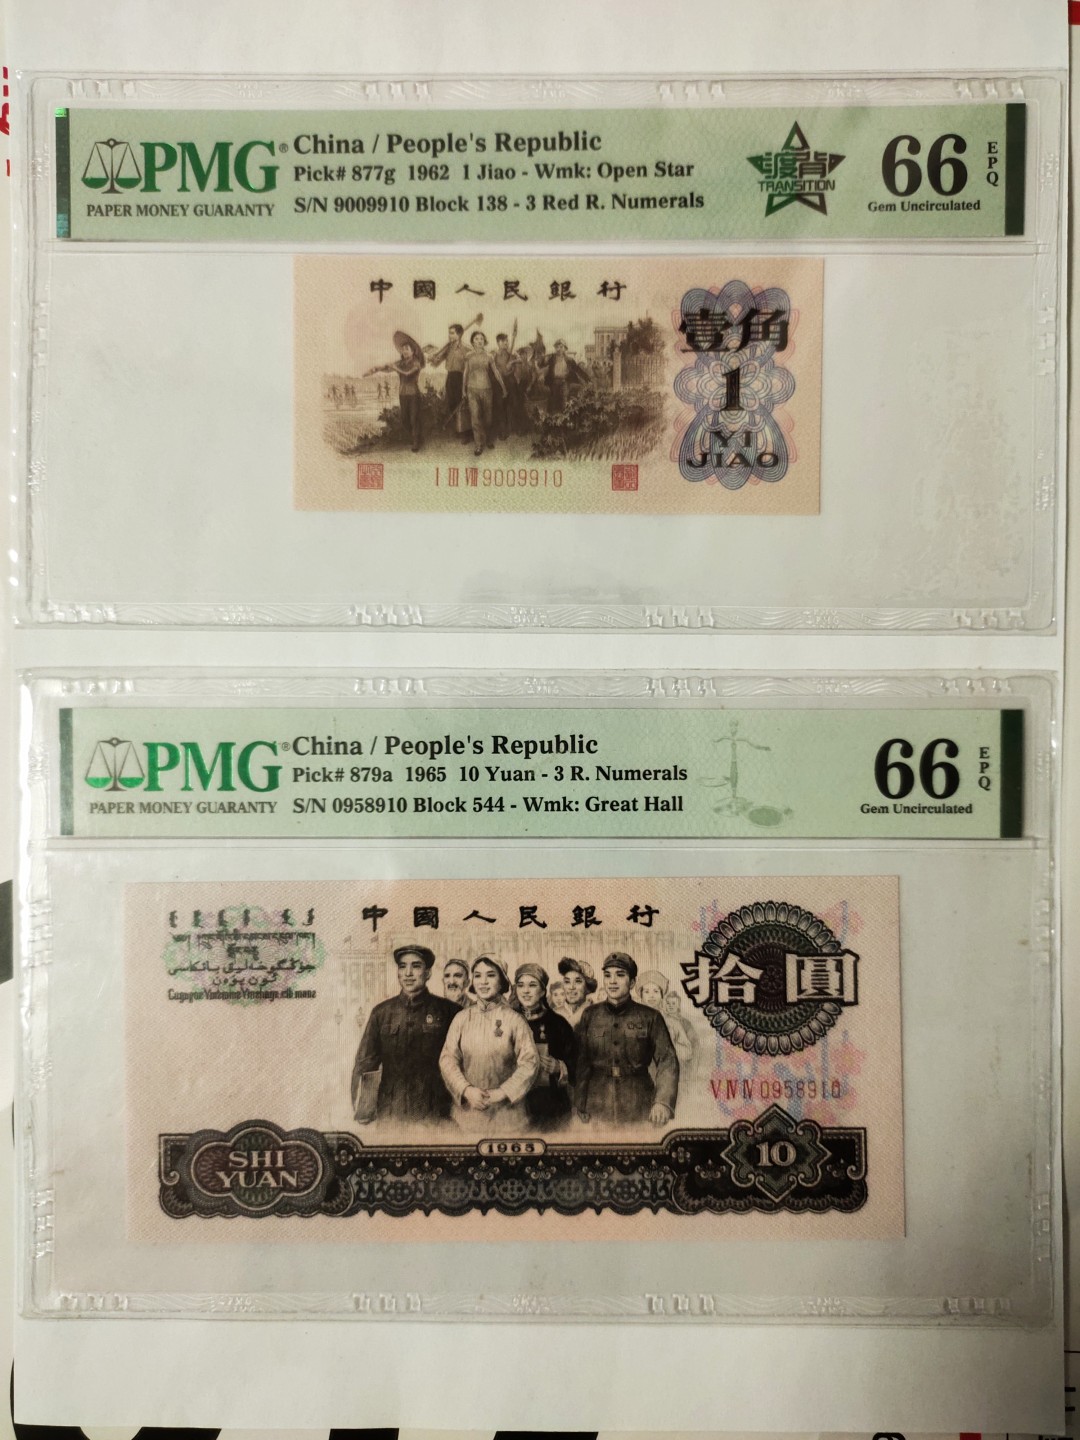 PMG®
PAPER MONEY GUARANTY
China / People's Republic
Pick# 877g 1962 1 Jiao - Wmk: Open Star
S/N 9009910 Block 138 - 3 Red R. Numerals
TRANSITION
66
EPQ
Gem Uncirculated
中國人民銀行
壹角
1
YI
JIAO
I III VIII 9009910
PMG®
PAPER MONEY GUARANTY
China / People's Republic
Pick# 879a 1965 10 Yuan - 3 R. Numerals
S/N 0958910 Block 544 - Wmk: Great Hall
66
EPQ
Gem Uncirculated
中國人民銀行
拾圓
V IV IV 0958910
1965
SHI
YUAN
10